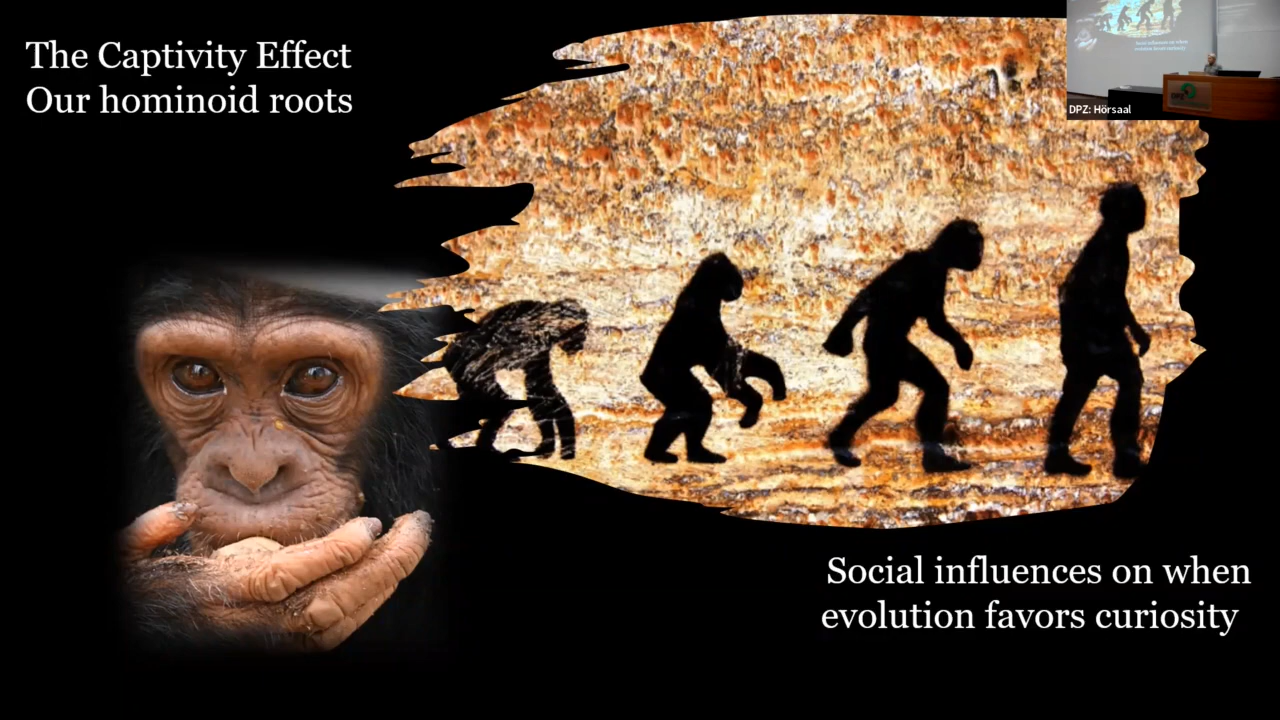 The Captivity Effect
Our hominoid roots
DPZ: Hörsaal
Social influences on when
evolution favors curiosity